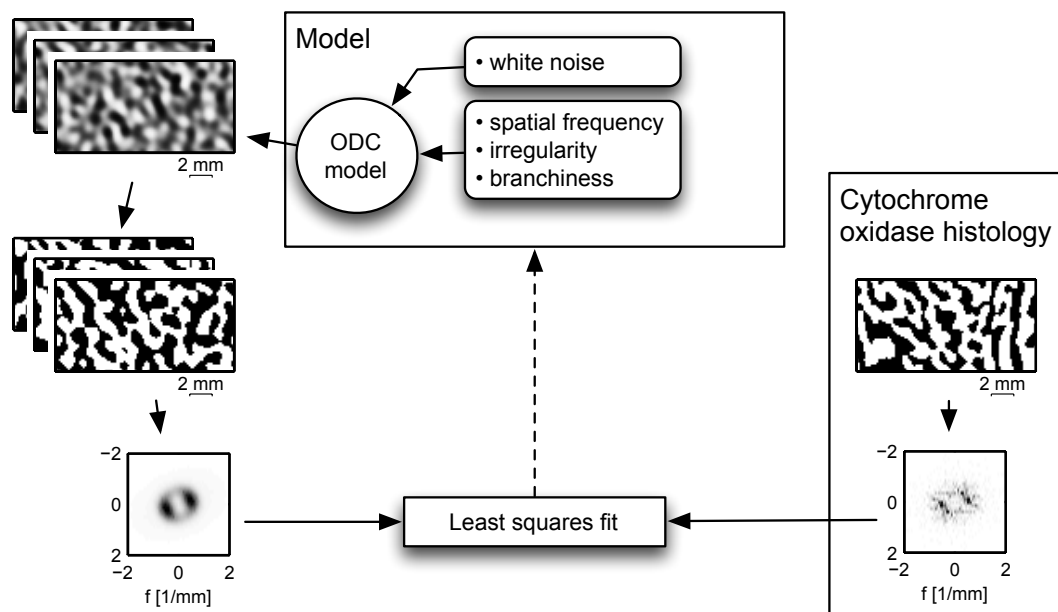 Model
• white noise
• spatial frequency
• irregularity
• branchiness
ODC
model
2 mm
Cytochrome
oxidase histology
2 mm
2 mm
−2
0
2
−2 0 2
f [1/mm]
Least squares fit
−2
0
2
−2 0 2
f [1/mm]